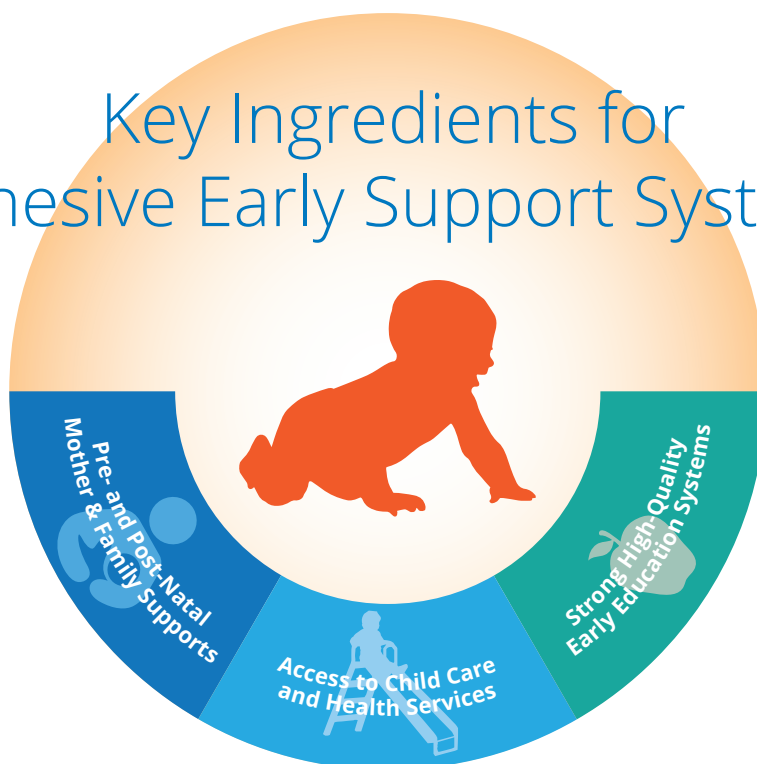 Key Ingredients for
hesive Early Support Syst
Pre- and Post-Natal
Mother & Family Supports
Access to Child Care
and Health Services
Strong High-Quality
Early Education Systems